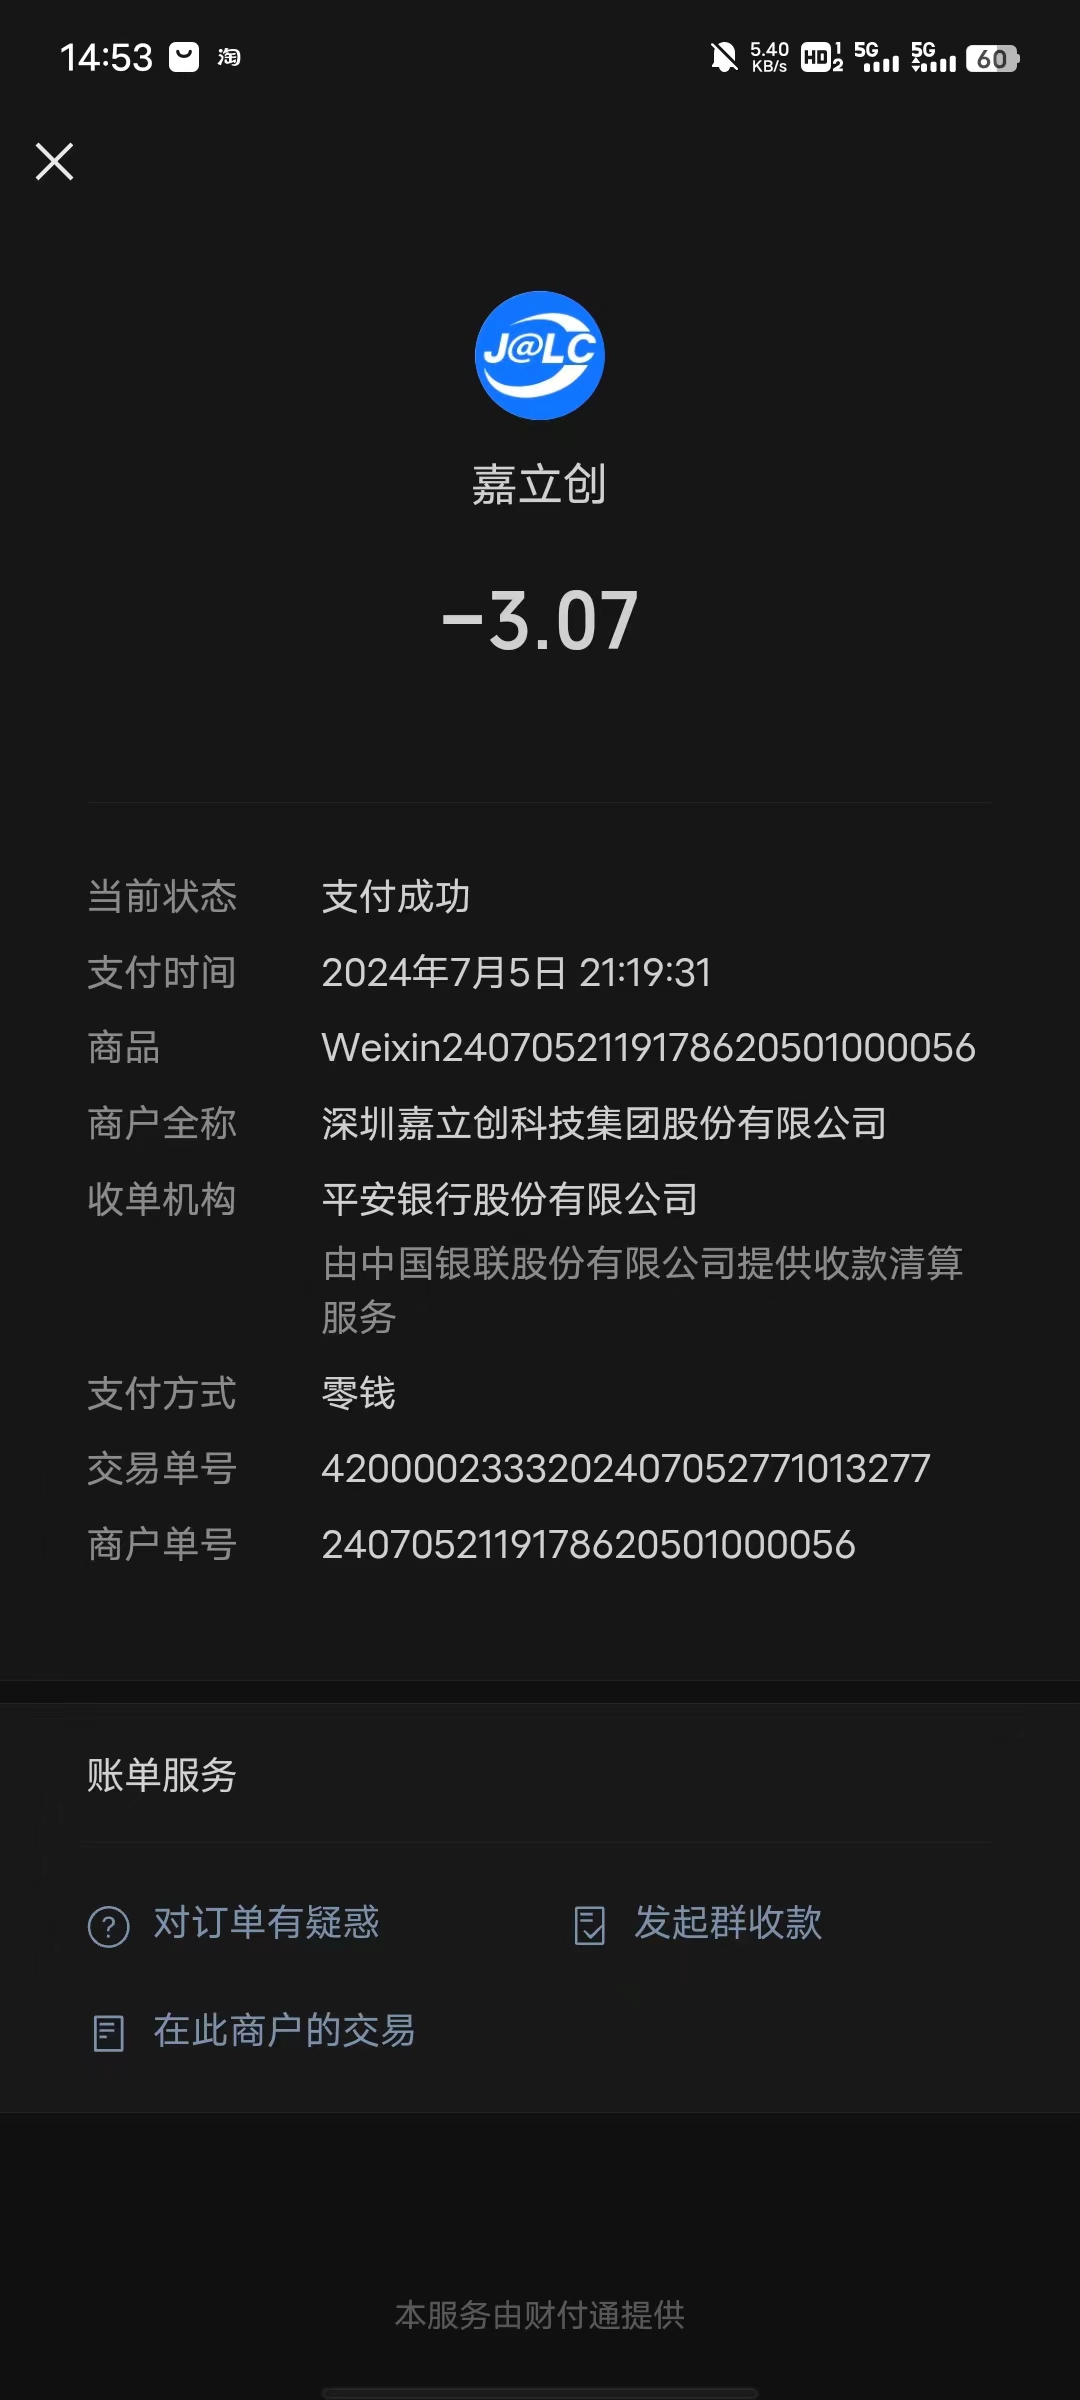 14:53 淘 5.40 KB/s HD 1 2 5G 5G 60
J@LC
嘉立创
-3.07
当前状态 支付成功
支付时间 2024年7月5日 21:19:31
商品 Weixin2407052119178620501000056
商户全称 深圳嘉立创科技集团股份有限公司
收单机构 平安银行股份有限公司
由中国银联股份有限公司提供收款清算
服务
支付方式 零钱
交易单号 4200002333202407052771013277
商户单号 2407052119178620501000056
账单服务
对订单有疑惑 发起群收款
在此商户的交易
本服务由财付通提供